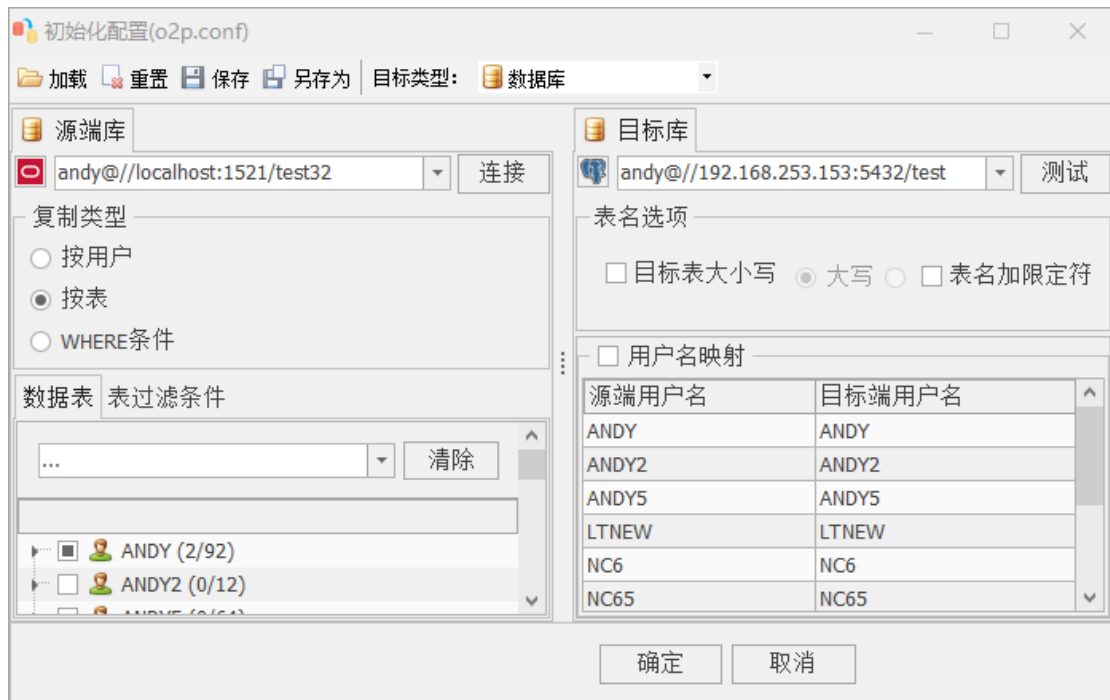 初始化配置(o2p.conf)
加载 重置 保存 另存为 目标类型： 数据库
源端库
andy@//localhost:1521/test32 连接
复制类型
按用户
按表
WHERE条件
数据表 表过滤条件
... 清除
ANDY (2/92)
ANDY2 (0/12)
目标库
andy@//192.168.253.153:5432/test 测试
表名选项
目标表大小写 大写 表名加限定符
用户名映射
源端用户名 目标端用户名
ANDY ANDY
ANDY2 ANDY2
ANDY5 ANDY5
LTNEW LTNEW
NC6 NC6
NC65 NC65
确定 取消